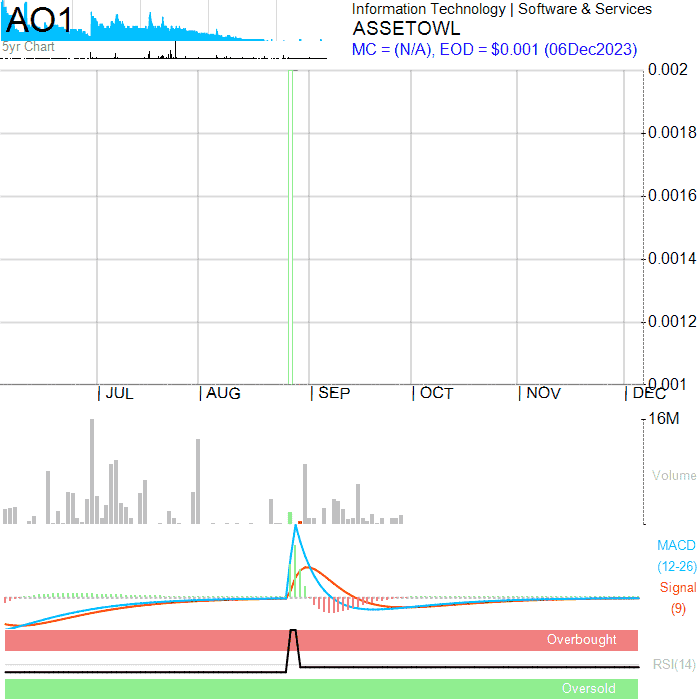 AO1
5yr Chart
Information Technology | Software & Services
ASSETOWL
MC = (N/A), EOD = $0.001 (06Dec2023)
0.002
0.0018
0.0016
0.0014
0.0012
0.001
| JUL | AUG | SEP | OCT | NOV | DEC
16M
Volume
MACD
(12-26)
Signal
(9)
Overbought
RSI(14)
Oversold